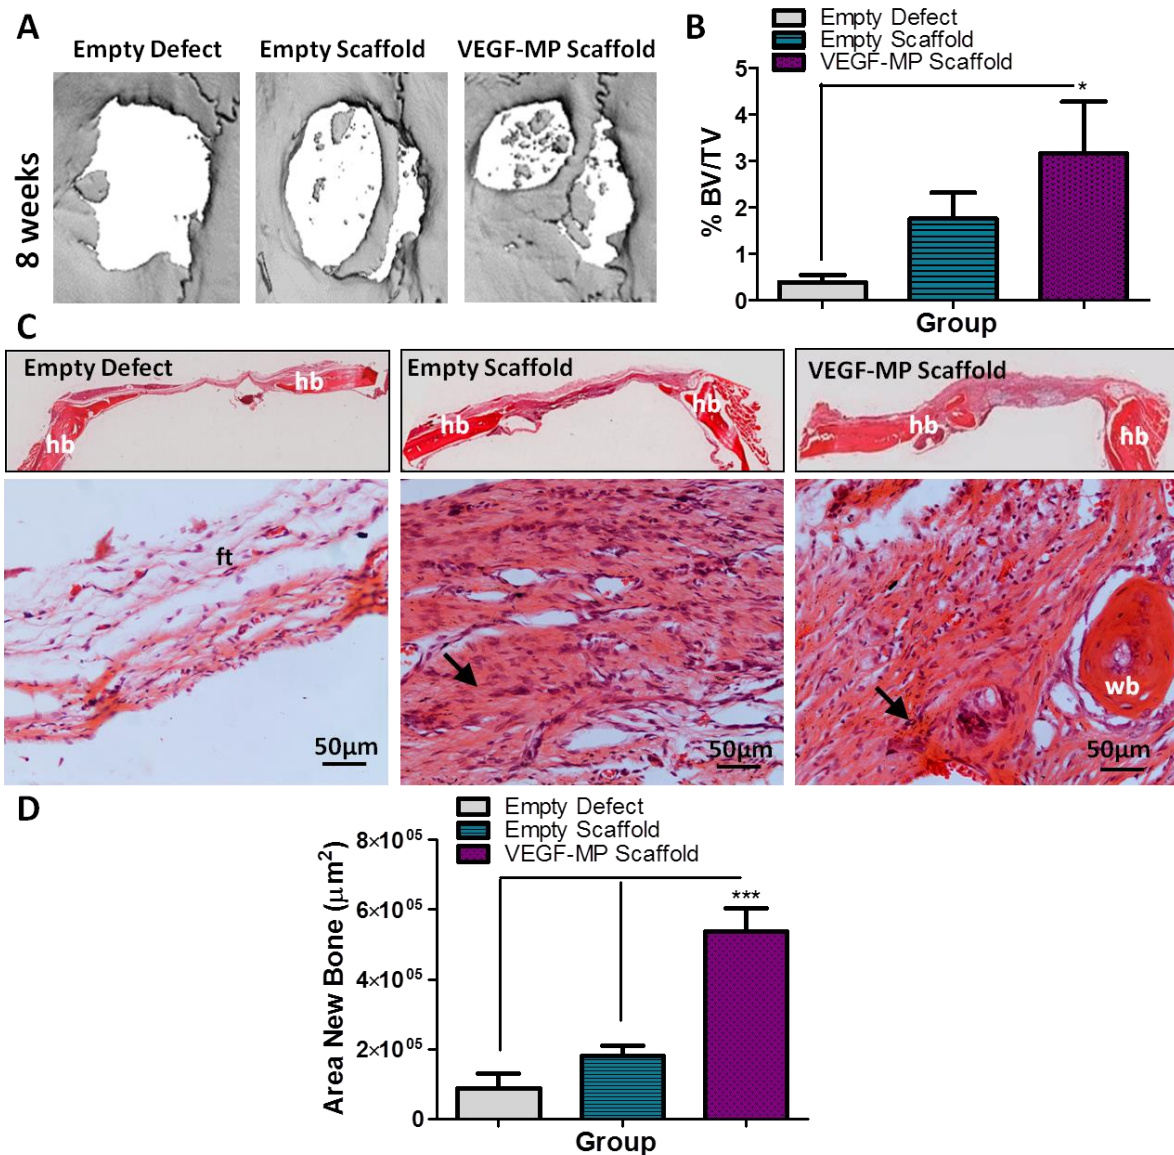 A
Empty Defect
Empty Scaffold
VEGF-MP Scaffold
8 weeks
B
Empty Defect
Empty Scaffold
VEGF-MP Scaffold
5
4
3
2
1
0
% BV/TV
*
Group
C
Empty Defect
hb
hb
Empty Scaffold
hb
hb
VEGF-MP Scaffold
hb
hb
ft
50μm
50μm
wb
50μm
D
Empty Defect
Empty Scaffold
VEGF-MP Scaffold
8×10⁰⁵
6×10⁰⁵
4×10⁰⁵
2×10⁰⁵
0
Area New Bone (μm²)
***
Group